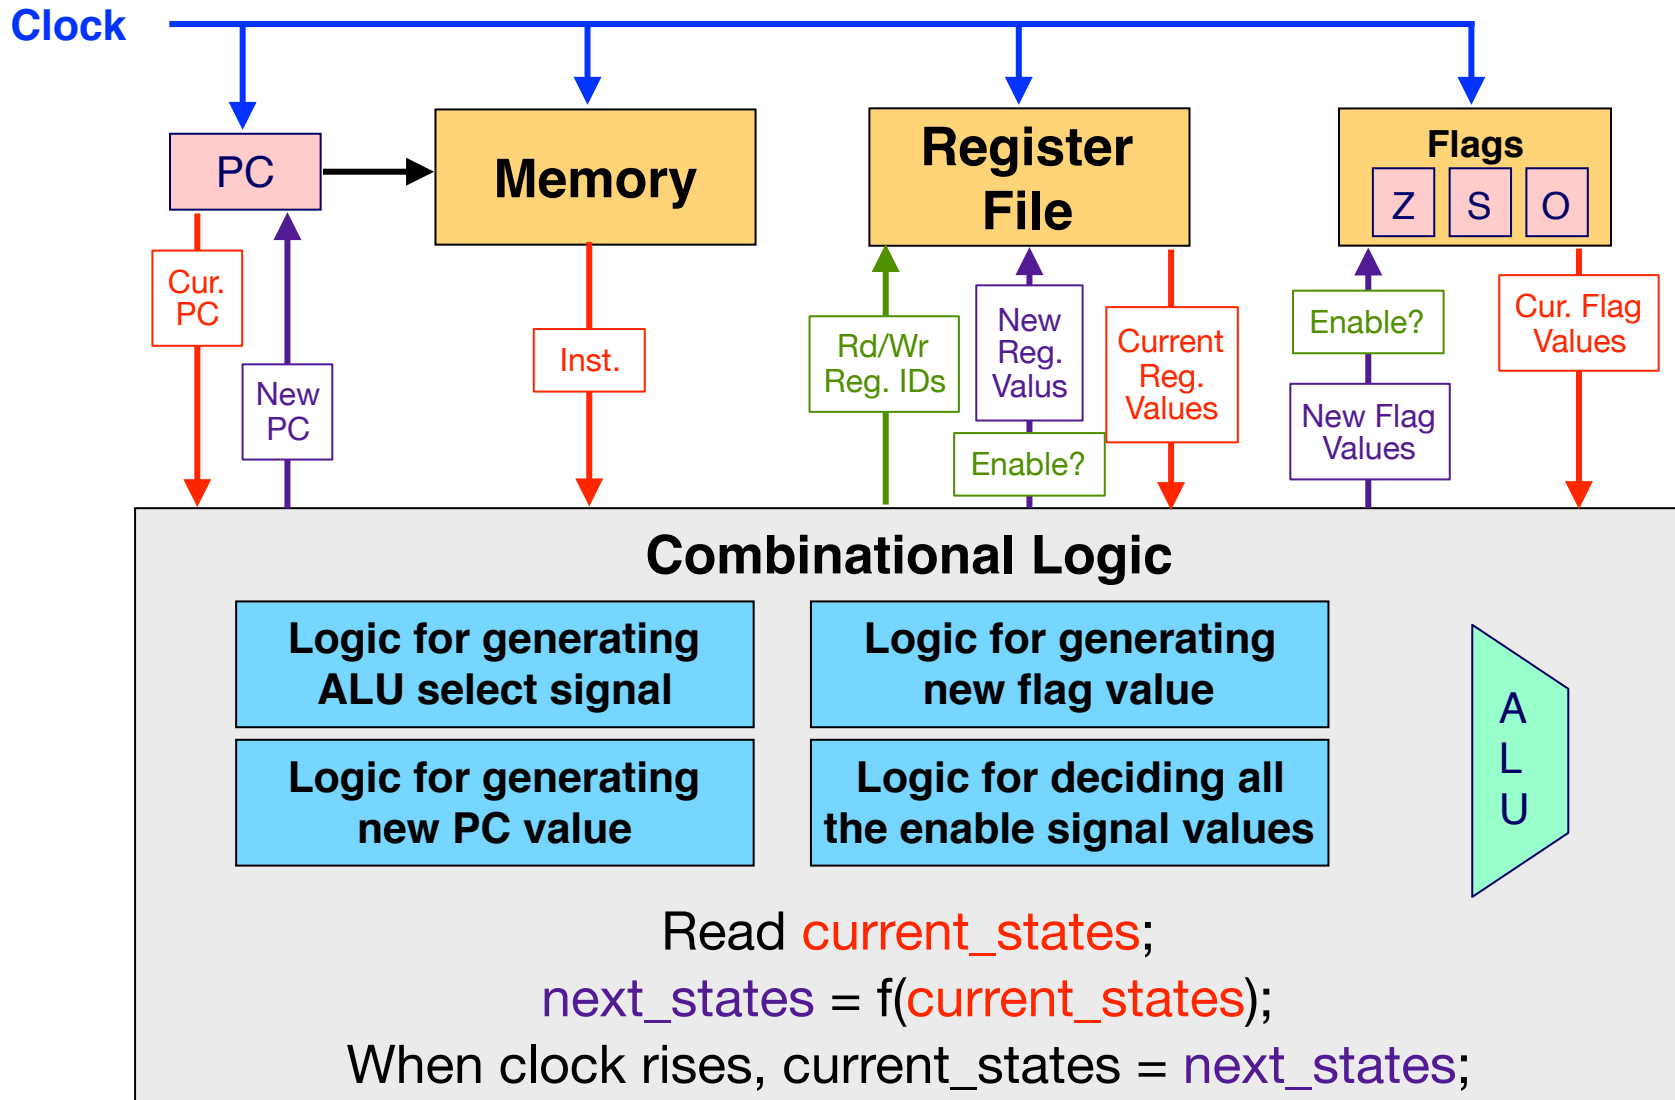 Clock
PC
Memory
Register
File
Flags
Z S O
Cur.
PC
New
PC
Inst.
Rd/Wr
Reg. IDs
New
Reg.
Valus
Enable?
Current
Reg.
Values
Enable?
New Flag
Values
Cur. Flag
Values
Combinational Logic
Logic for generating
ALU select signal
Logic for generating
new flag value
Logic for generating
new PC value
Logic for deciding all
the enable signal values
A
L
U
Read current_states;
next_states = f(current_states);
When clock rises, current_states = next_states;